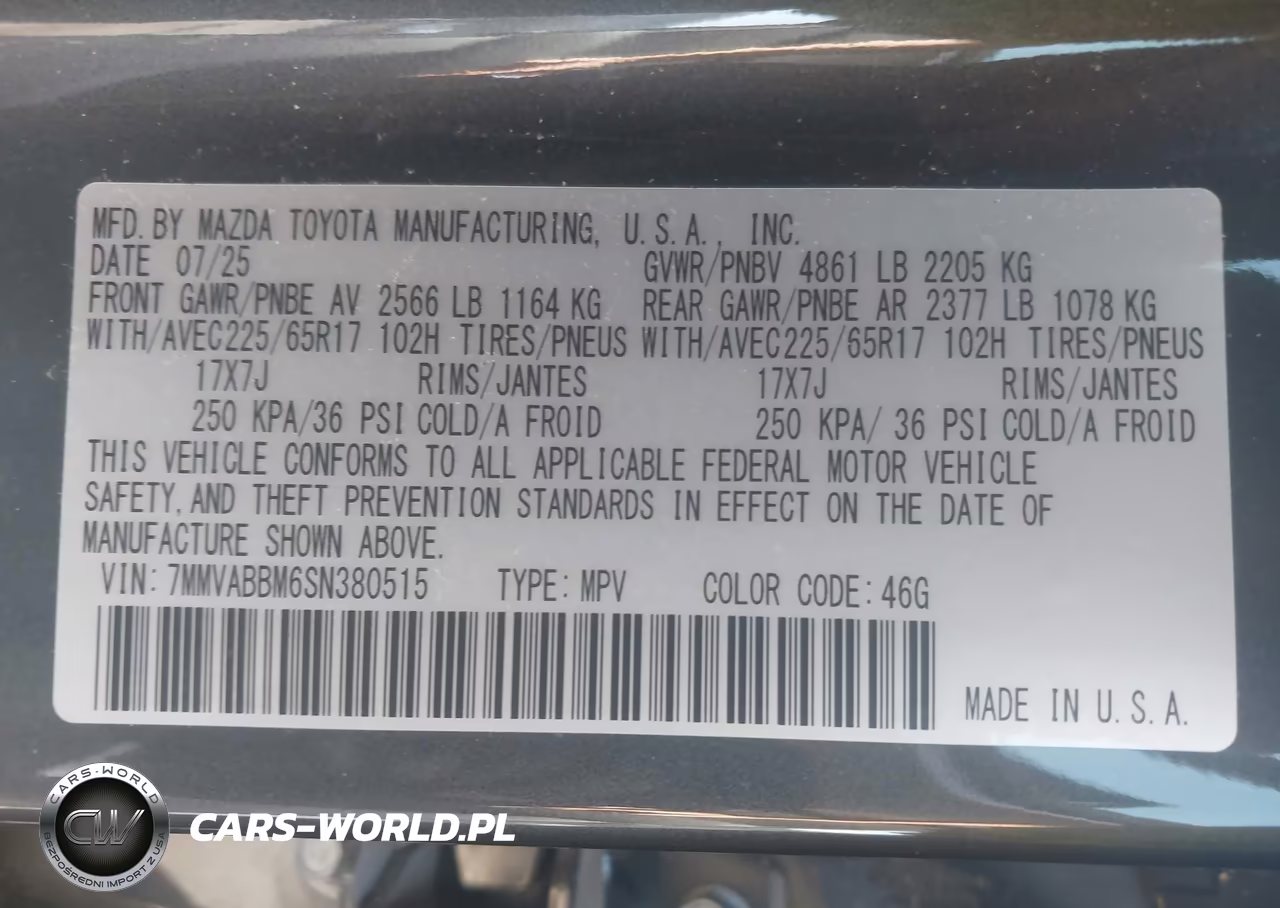 MFD. BY MAZDA TOYOTA MANUFACTURING, U.S.A., INC.
DATE 07/25 GVWR/PNBV 4861 LB 2205 KG
FRONT GAWR/PNBE AV 2566 LB 1164 KG REAR GAWR/PNBE AR 2377 LB 1078 KG
WITH/AVEC225/65R17 102H TIRES/PNEUS WITH/AVEC225/65R17 102H TIRES/PNEUS
17X7J RIMS/JANTES 17X7J RIMS/JANTES
250 KPA/36 PSI COLD/A FROID 250 KPA/ 36 PSI COLD/A FROID
THIS VEHICLE CONFORMS TO ALL APPLICABLE FEDERAL MOTOR VEHICLE
SAFETY, AND THEFT PREVENTION STANDARDS IN EFFECT ON THE DATE OF
MANUFACTURE SHOWN ABOVE.
VIN: 7MMVABBM6SN380515 TYPE: MPV COLOR CODE: 46G
MADE IN U.S.A.
CARS-WORLD
CW
BEZPOŚREDNI IMPORT Z USA
CARS-WORLD.PL